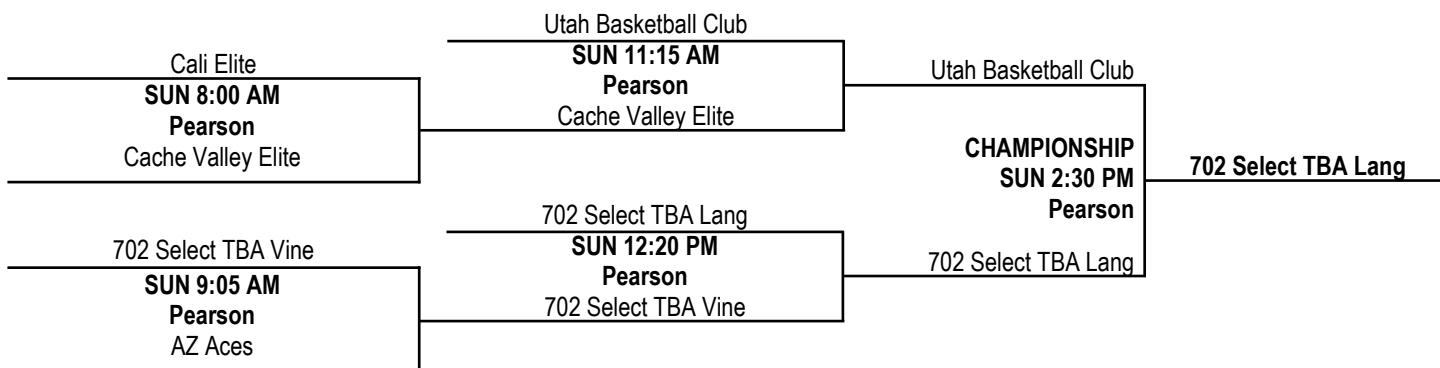 Utah Basketball Club
Cali Elite
SUN 11:15 AM
SUN 8:00 AM
Pearson
Utah Basketball Club
Pearson
Cache Valley Elite
Cache Valley Elite
CHAMPIONSHIP
SUN 2:30 PM
702 Select TBA Lang
Pearson
702 Select TBA Lang
702 Select TBA Vine
SUN 12:20 PM
702 Select TBA Lang
SUN 9:05 AM
Pearson
Pearson
702 Select TBA Vine
AZ Aces